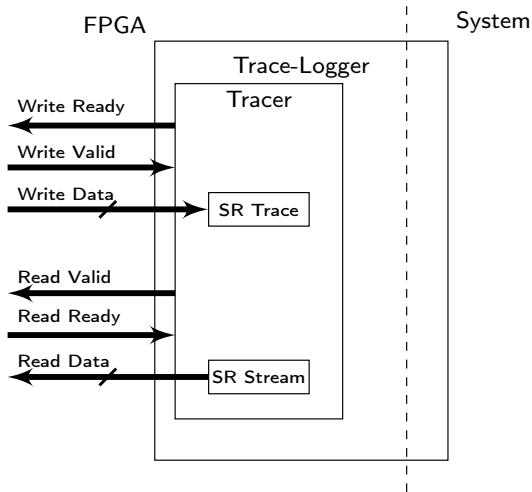 FPGA
System
Trace-Logger
Tracer
Write Ready
Write Valid
Write Data
SR Trace
Read Valid
Read Ready
Read Data
SR Stream